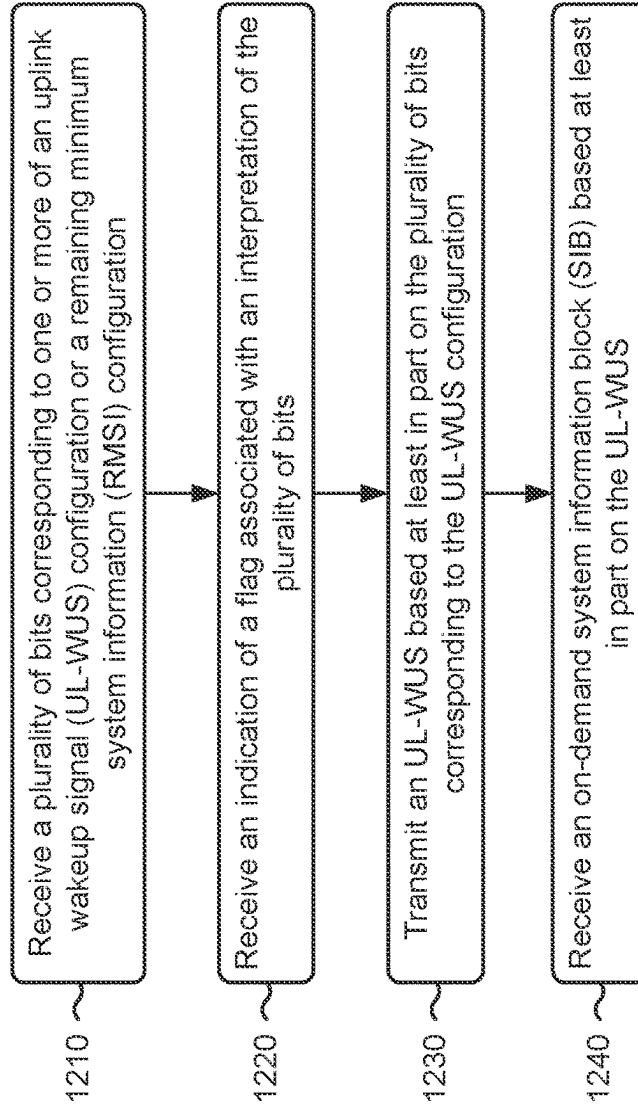 1210
Receive a plurality of bits corresponding to one or more of an uplink
wakeup signal (UL-WUS) configuration or a remaining minimum
system information (RMSI) configuration
1220
Receive an indication of a flag associated with an interpretation of the
plurality of bits
1230
Transmit an UL-WUS based at least in part on the plurality of bits
corresponding to the UL-WUS configuration
1240
Receive an on-demand system information block (SIB) based at least
in part on the UL-WUS